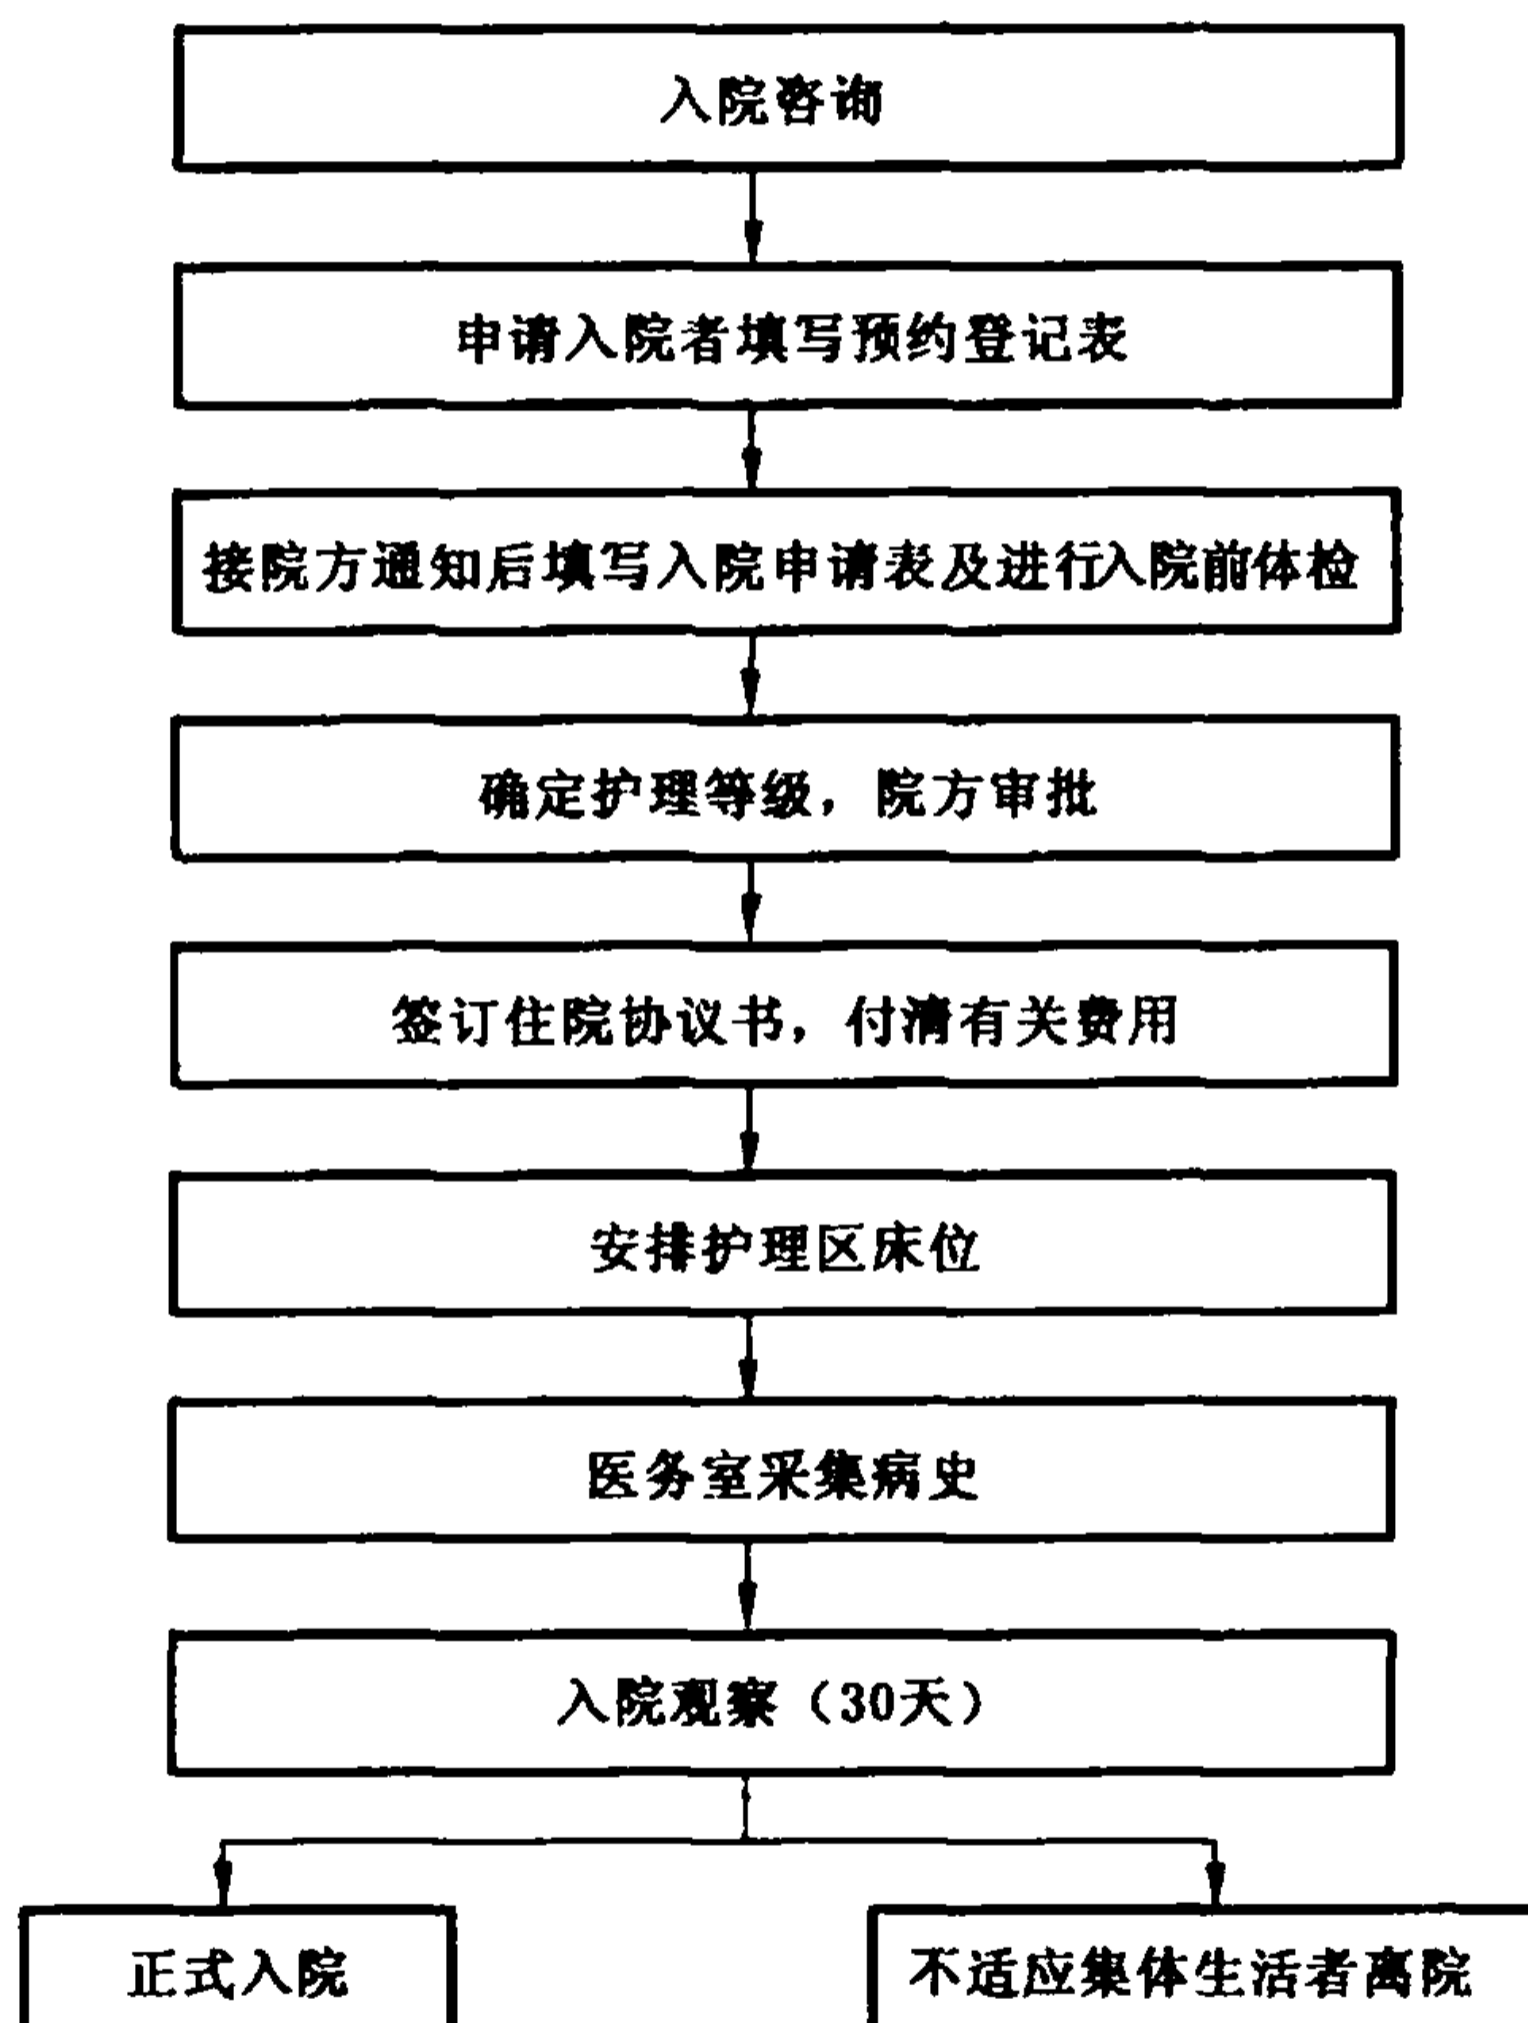 入院咨询
申请入院者填写预约登记表
接院方通知后填写入院申请表及进行入院前体检
确定护理等级，院方审批
签订住院协议书，付清有关费用
安排护理区床位
医务室采集病史
入院观察（30天）
正式入院
不适应集体生活者离院